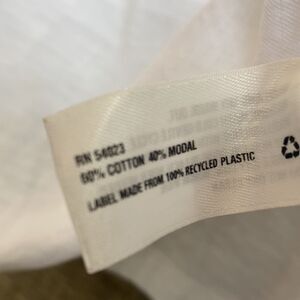 RN 54023
60% COTTON 40% MODAL
LABEL MADE FROM 100% RECYCLED PLASTIC